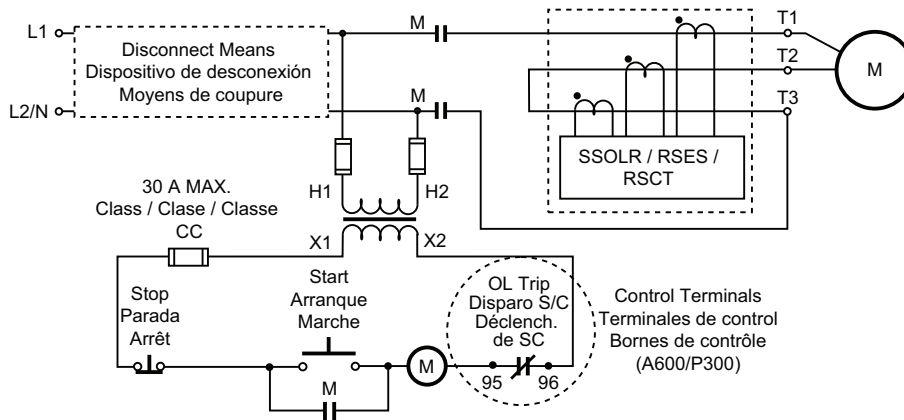 L1
Disconnect Means
Dispositivo de desconexión
Moyens de coupure
L2/N
M
M
T1
T2
T3
M
SSOLR / RSES /
RSCT
30 A MAX.
Class / Clase / Classe
CC
H1
H2
X1
X2
Stop
Parada
Arrêt
Start
Arranque
Marche
M
M
OL Trip
Disparo S/C
Déclench.
de SC
95
96
Control Terminals
Terminales de control
Bornes de contrôle
(A600/P300)